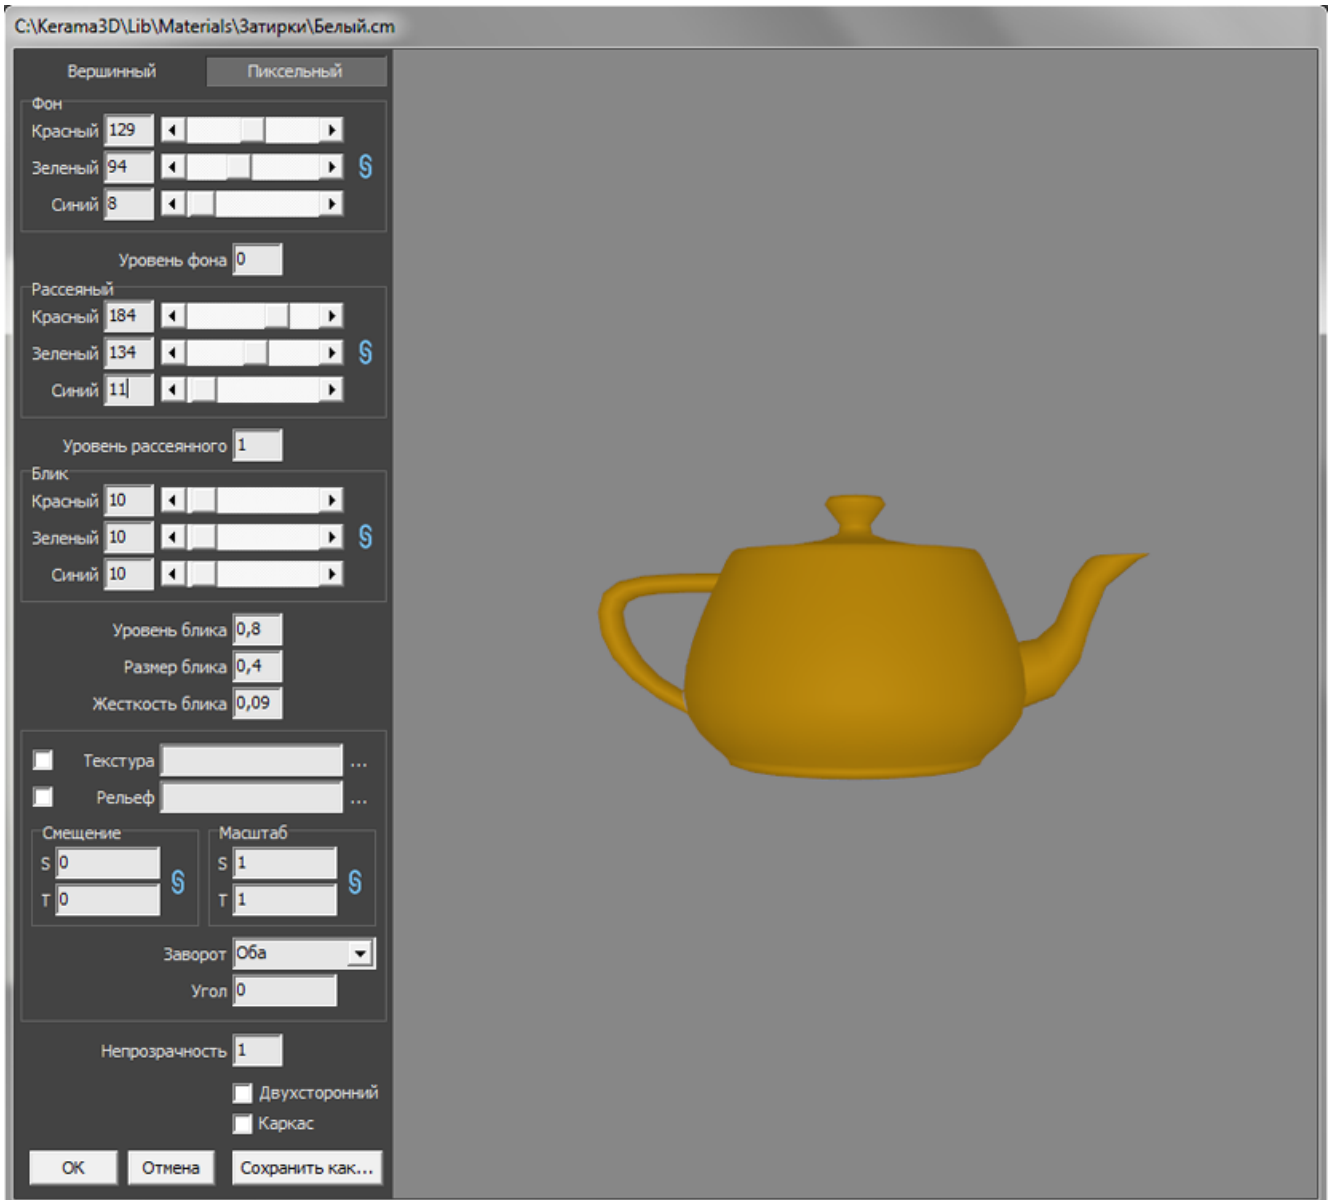 C:\Kerama3D\Lib\Materials\Затирки\Белый.cm
Вершинный Пиксельный
Фон
Красный 129
Зеленый 94
Синий 8
Уровень фона 0
Рассеяный
Красный 184
Зеленый 134
Синий 11
Уровень рассеянного 1
Блик
Красный 10
Зеленый 10
Синий 10
Уровень блика 0,8
Размер блика 0,4
Жесткость блика 0,09
Текстура ...
Рельеф ...
Смещение Масштаб
S 0 S 1
T 0 T 1
Заворот Оба
Угол 0
Непрозрачность 1
Двухсторонний
Каркас
OK Отмена Сохранить как...